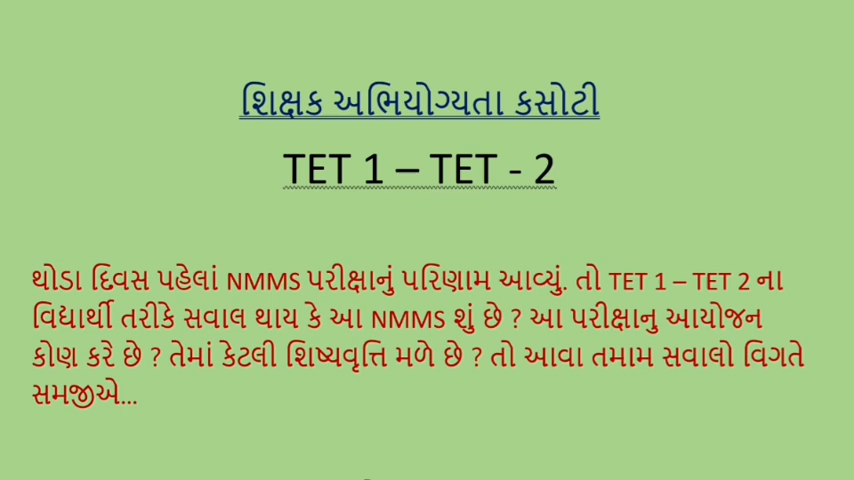 શિક્ષક અભિયોગ્યતા કસોટી
TET 1 – TET - 2
થોડા દિવસ પહેલાં NMMS પરીક્ષાનું પરિણામ આવ્યું. તો TET 1 – TET 2 ના
વિદ્યાર્થી તરીકે સવાલ થાય કે આ NMMS શું છે ? આ પરીક્ષાનુ આયોજન
કોણ કરે છે ? તેમાં કેટલી શિષ્યવૃત્તિ મળે છે ? તો આવા તમામ સવાલો વિગતે
સમજીએ...